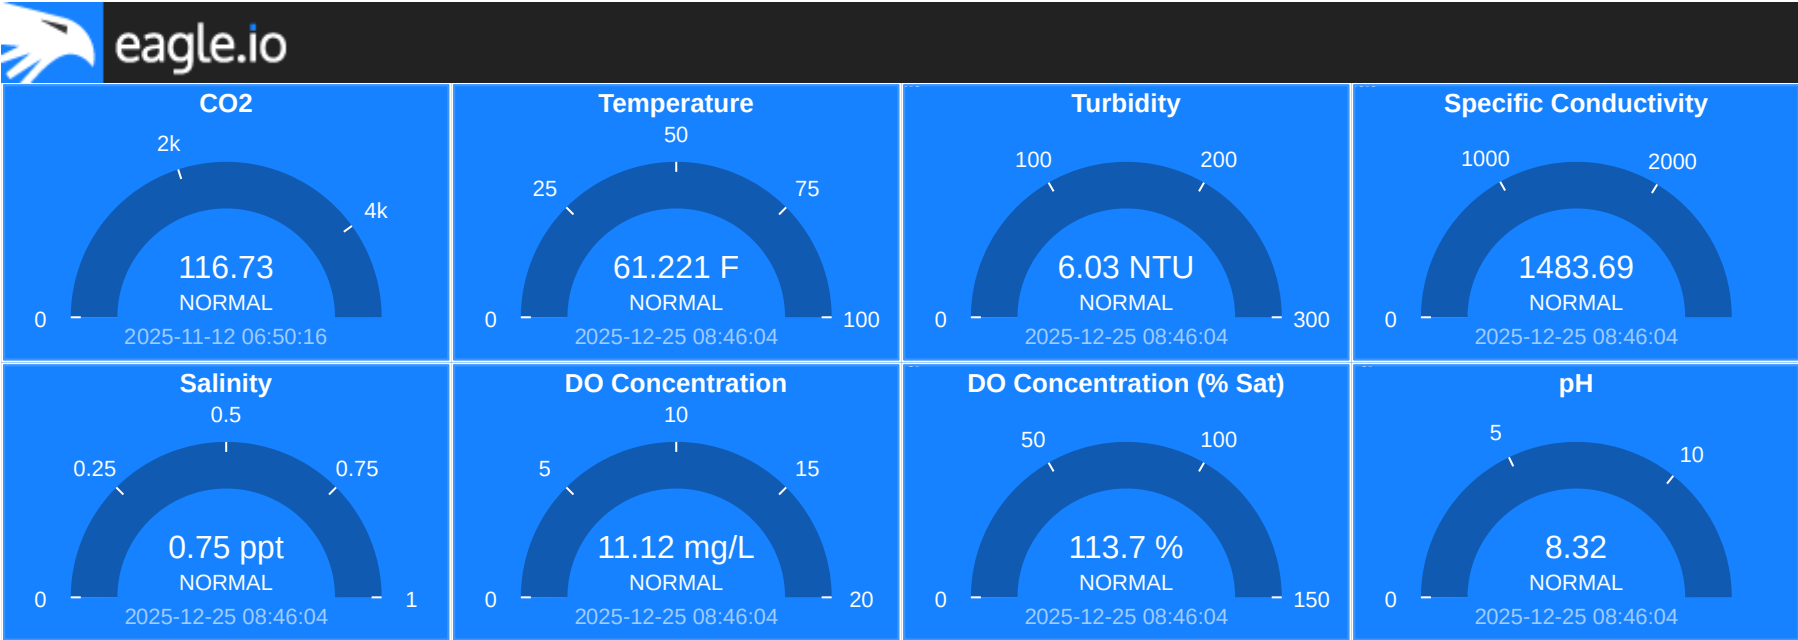 eagle.io
CO2
2k
4k
116.73
NORMAL
0
2025-11-12 06:50:16
Temperature
50
25
75
61.221 F
NORMAL
0
100
2025-12-25 08:46:04
Turbidity
100
200
6.03 NTU
NORMAL
0
300
2025-12-25 08:46:04
Specific Conductivity
1000
2000
1483.69
NORMAL
0
2025-12-25 08:46:04
Salinity
0.5
0.25
0.75
0.75 ppt
NORMAL
0
1
2025-12-25 08:46:04
DO Concentration
10
5
15
11.12 mg/L
NORMAL
0
20
2025-12-25 08:46:04
DO Concentration (% Sat)
50
100
113.7 %
NORMAL
0
150
2025-12-25 08:46:04
pH
5
10
8.32
NORMAL
0
2025-12-25 08:46:04